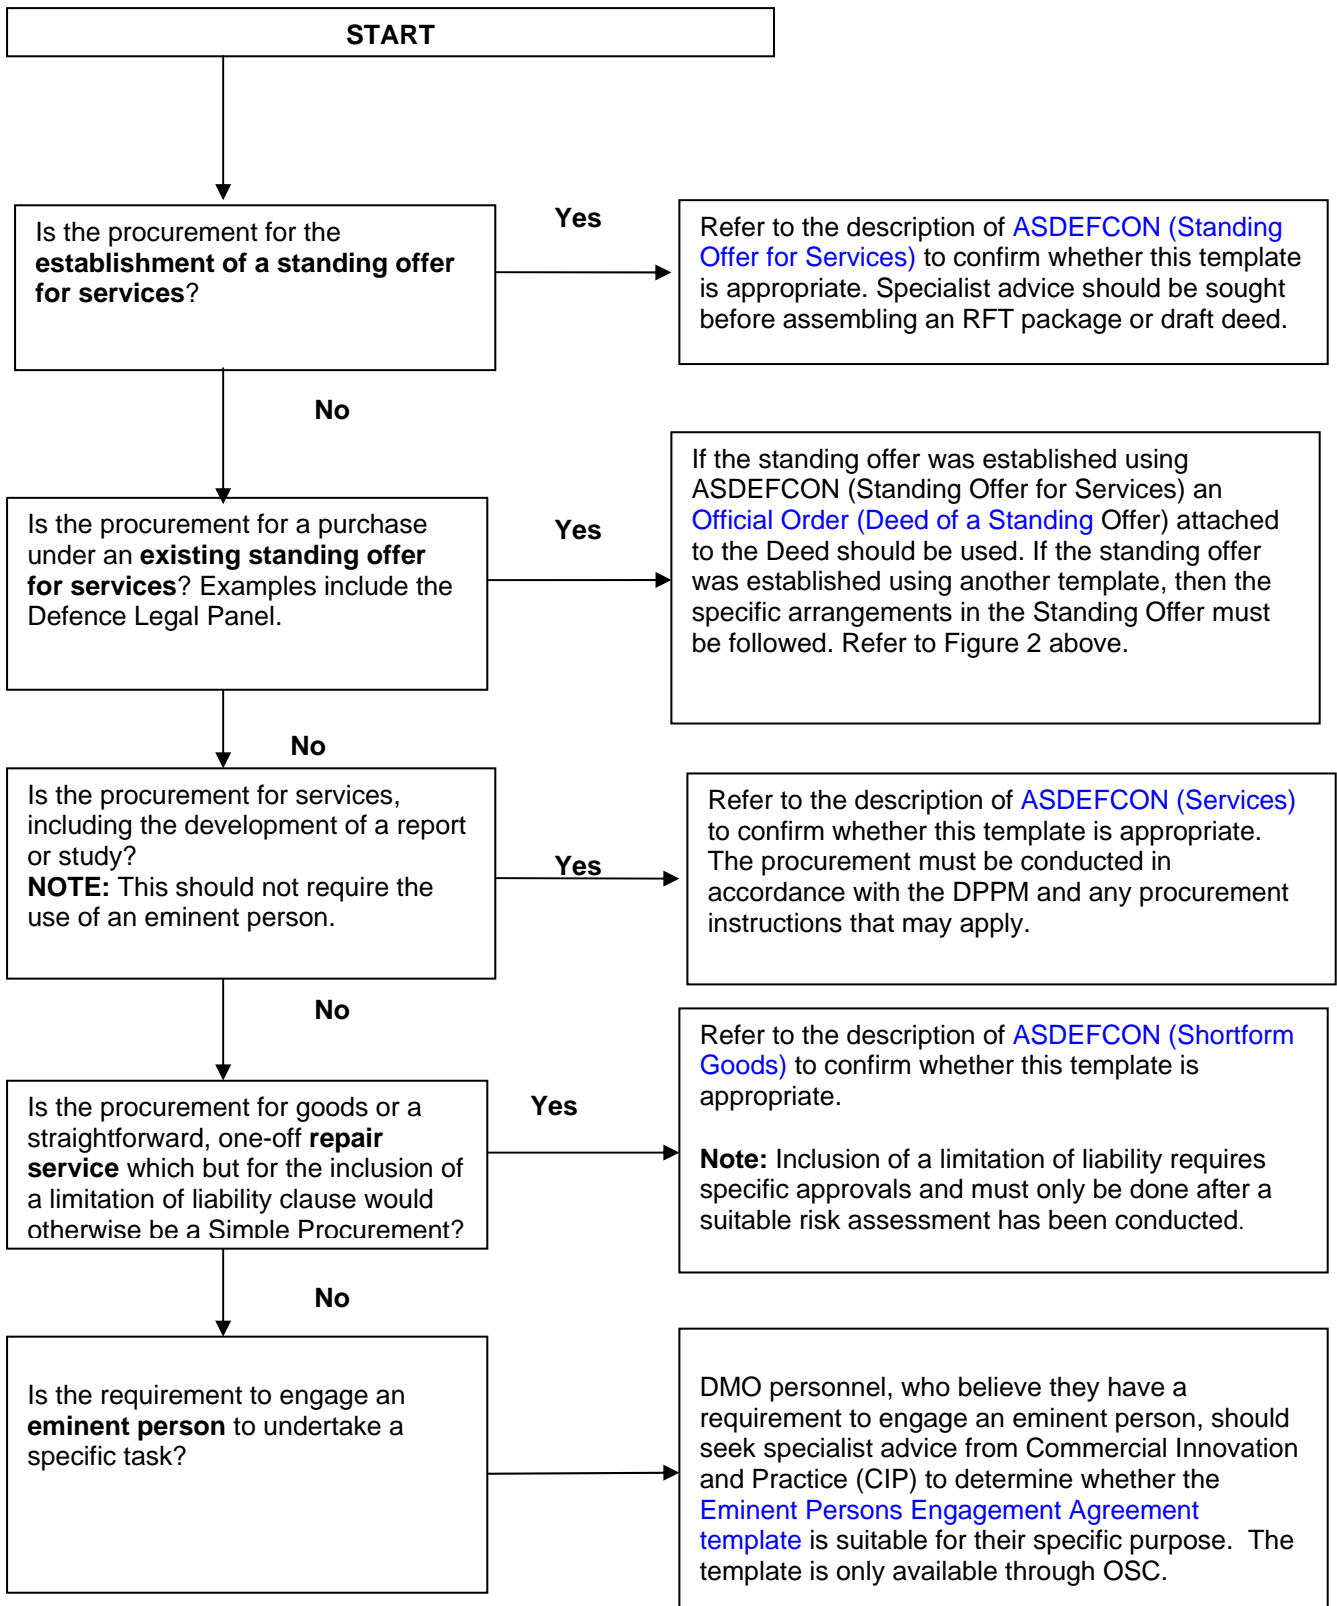 START
Is the procurement for the
establishment of a standing offer
for services?
Yes
Refer to the description of ASDEFCON (Standing
Offer for Services) to confirm whether this template
is appropriate. Specialist advice should be sought
before assembling an RFT package or draft deed.
No
Is the procurement for a purchase
under an existing standing offer
for services? Examples include the
Defence Legal Panel.
Yes
If the standing offer was established using
ASDEFCON (Standing Offer for Services) an
Official Order (Deed of a Standing Offer) attached
to the Deed should be used. If the standing offer
was established using another template, then the
specific arrangements in the Standing Offer must
be followed. Refer to Figure 2 above.
No
Is the procurement for services,
including the development of a report
or study?
NOTE: This should not require the
use of an eminent person.
Yes
Refer to the description of ASDEFCON (Services)
to confirm whether this template is appropriate.
The procurement must be conducted in
accordance with the DPPM and any procurement
instructions that may apply.
No
Is the procurement for goods or a
straightforward, one-off repair
service which but for the inclusion of
a limitation of liability clause would
otherwise be a Simple Procurement?
Yes
Refer to the description of ASDEFCON (Shortform
Goods) to confirm whether this template is
appropriate.
Note: Inclusion of a limitation of liability requires
specific approvals and must only be done after a
suitable risk assessment has been conducted.
No
Is the requirement to engage an
eminent person to undertake a
specific task?
DMO personnel, who believe they have a
requirement to engage an eminent person, should
seek specialist advice from Commercial Innovation
and Practice (CIP) to determine whether the
Eminent Persons Engagement Agreement
template is suitable for their specific purpose.  The
template is only available through OSC.